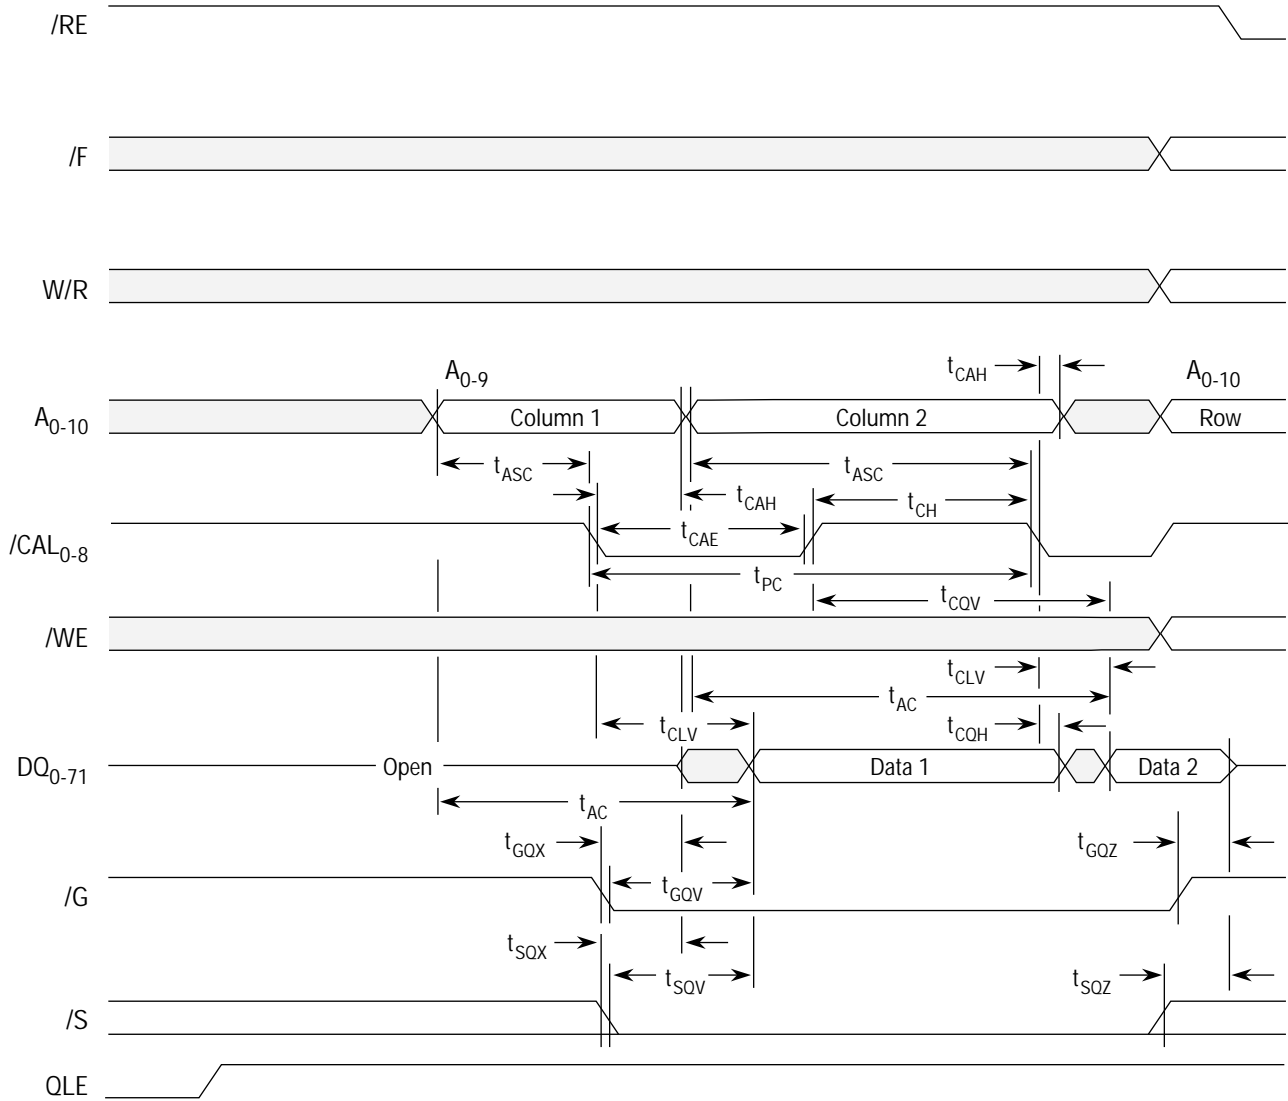 /RE
/F
W/R
A0-9
tCAH
A0-10
A0-10
Column 1
Column 2
Row
tASC
tASC
tCAH
tCH
/CAL0-8
tCAE
tPC
tCQV
/WE
tCLV
tAC
tCLV
tCQH
DQ0-71
Open
Data 1
Data 2
tAC
tGQX
tGQZ
/G
tGQV
tSQX
tSQV
tSQZ
/S
QLE